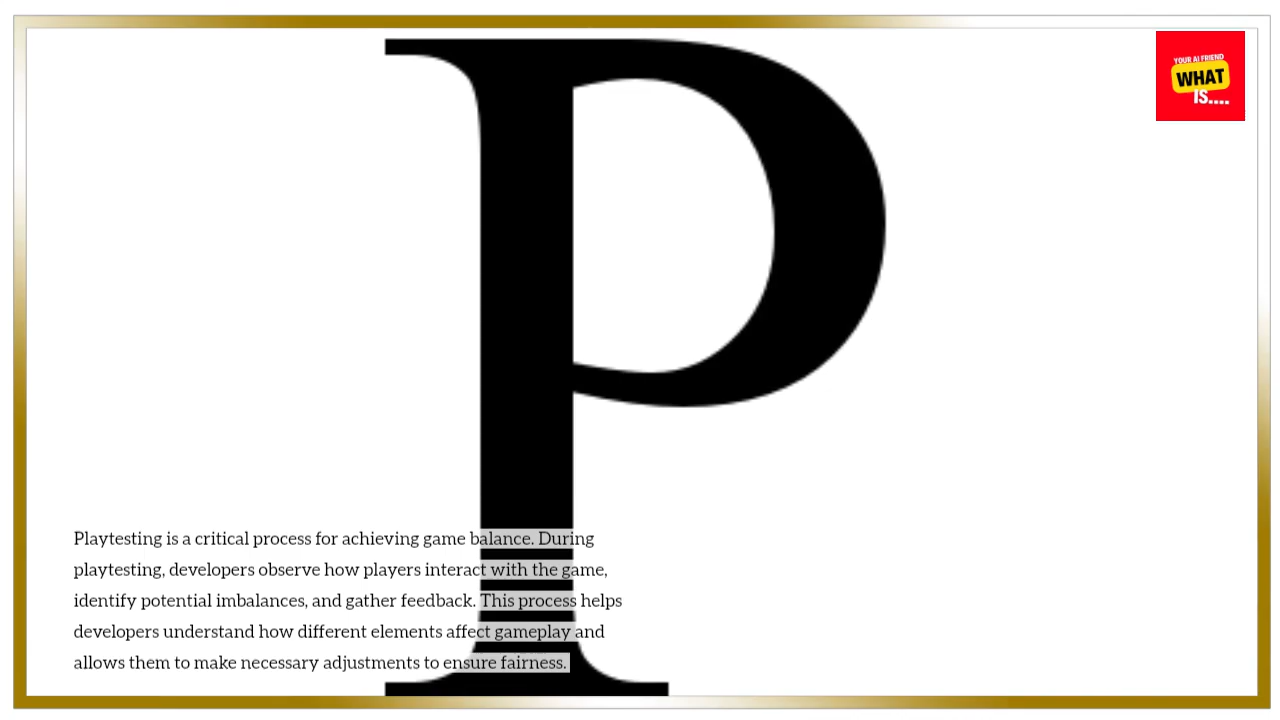 P
YOUR AI FRIEND
WHAT
IS....
Playtesting is a critical process for achieving game balance. During
playtesting, developers observe how players interact with the game,
identify potential imbalances, and gather feedback. This process helps
developers understand how different elements affect gameplay and
allows them to make necessary adjustments to ensure fairness.